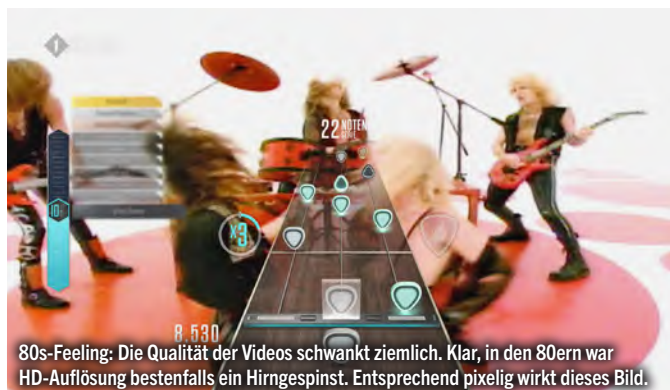 22 NOTEN
X3
8.530
80s-Feeling: Die Qualität der Videos schwankt ziemlich. Klar, in den 80ern war
HD-Auflösung bestenfalls ein Hirngespinst. Entsprechend pixelig wirkt dieses Bild.